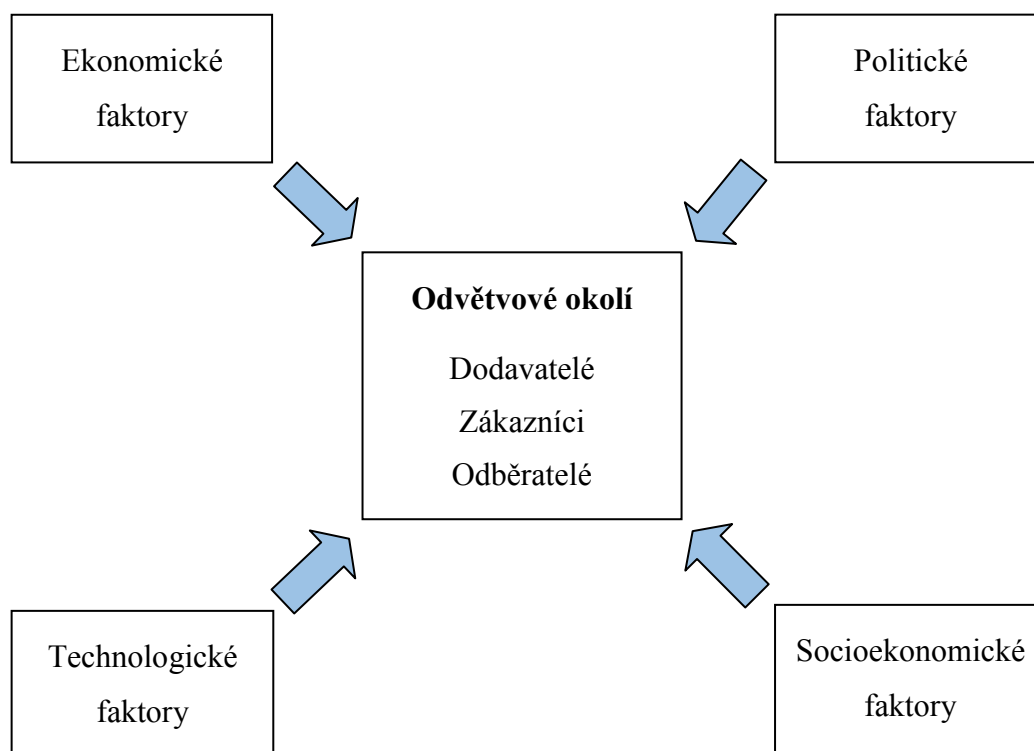 Ekonomické
faktory
Politické
faktory
Odvětvové okolí
Dodavatelé
Zákazníci
Odběratelé
Technologické
faktory
Socioekonomické
faktory